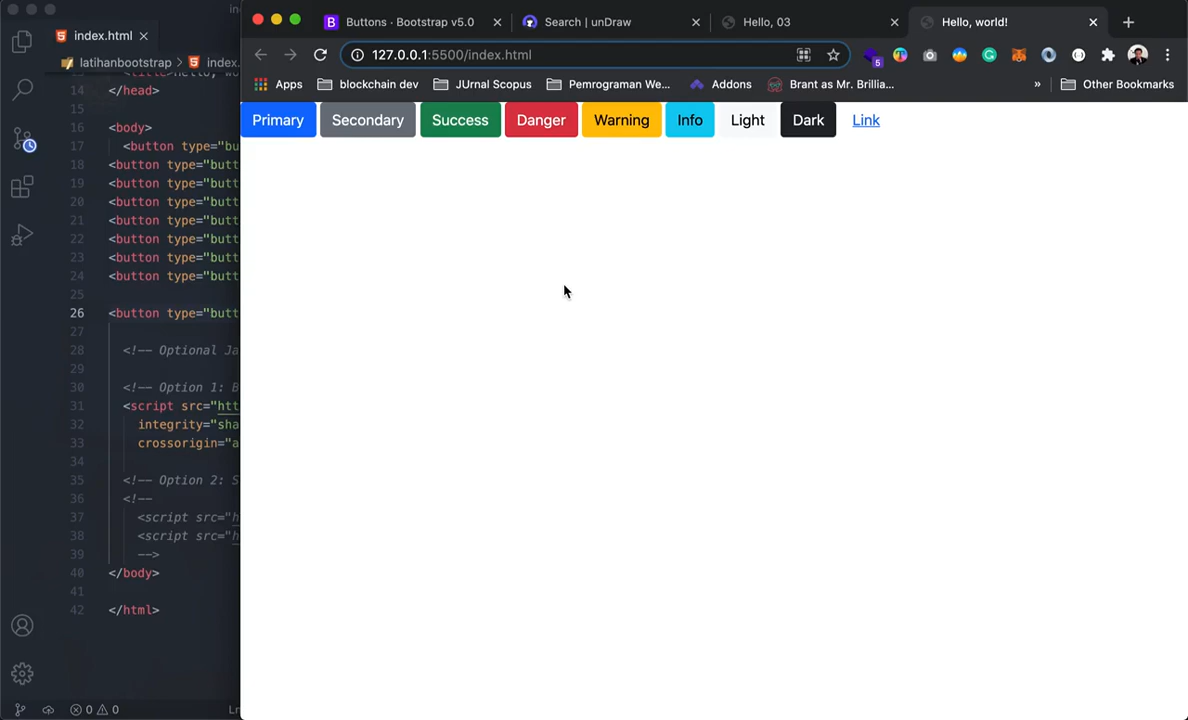 index.html
latihanbootstrap > index.
Buttons · Bootstrap v5.0
Search | unDraw
Hello, 03
Hello, world!
127.0.0.1:5500/index.html
5
Apps
blockchain dev
JUrnal Scopus
Pemrograman We...
Addons
Brant as Mr. Brillia...
»
Other Bookmarks
Primary
Secondary
Success
Danger
Warning
Info
Light
Dark
Link
14 </head>
15
16 <body>
17 <button type="bu
18 <button type="butt
19 <button type="butt
20 <button type="butt
21 <button type="butt
22 <button type="butt
23 <button type="butt
24 <button type="butt
25
26 <button type="butt
27
28 <!-- Optional Ja
29
30 <!-- Option 1: B
31 <script src="htt
32 integrity="sha
33 crossorigin="a
34
35 <!-- Option 2: S
36 <!--
37 <script src="h
38 <script src="h
39 -->
40 </body>
41
42 </html>
0 0